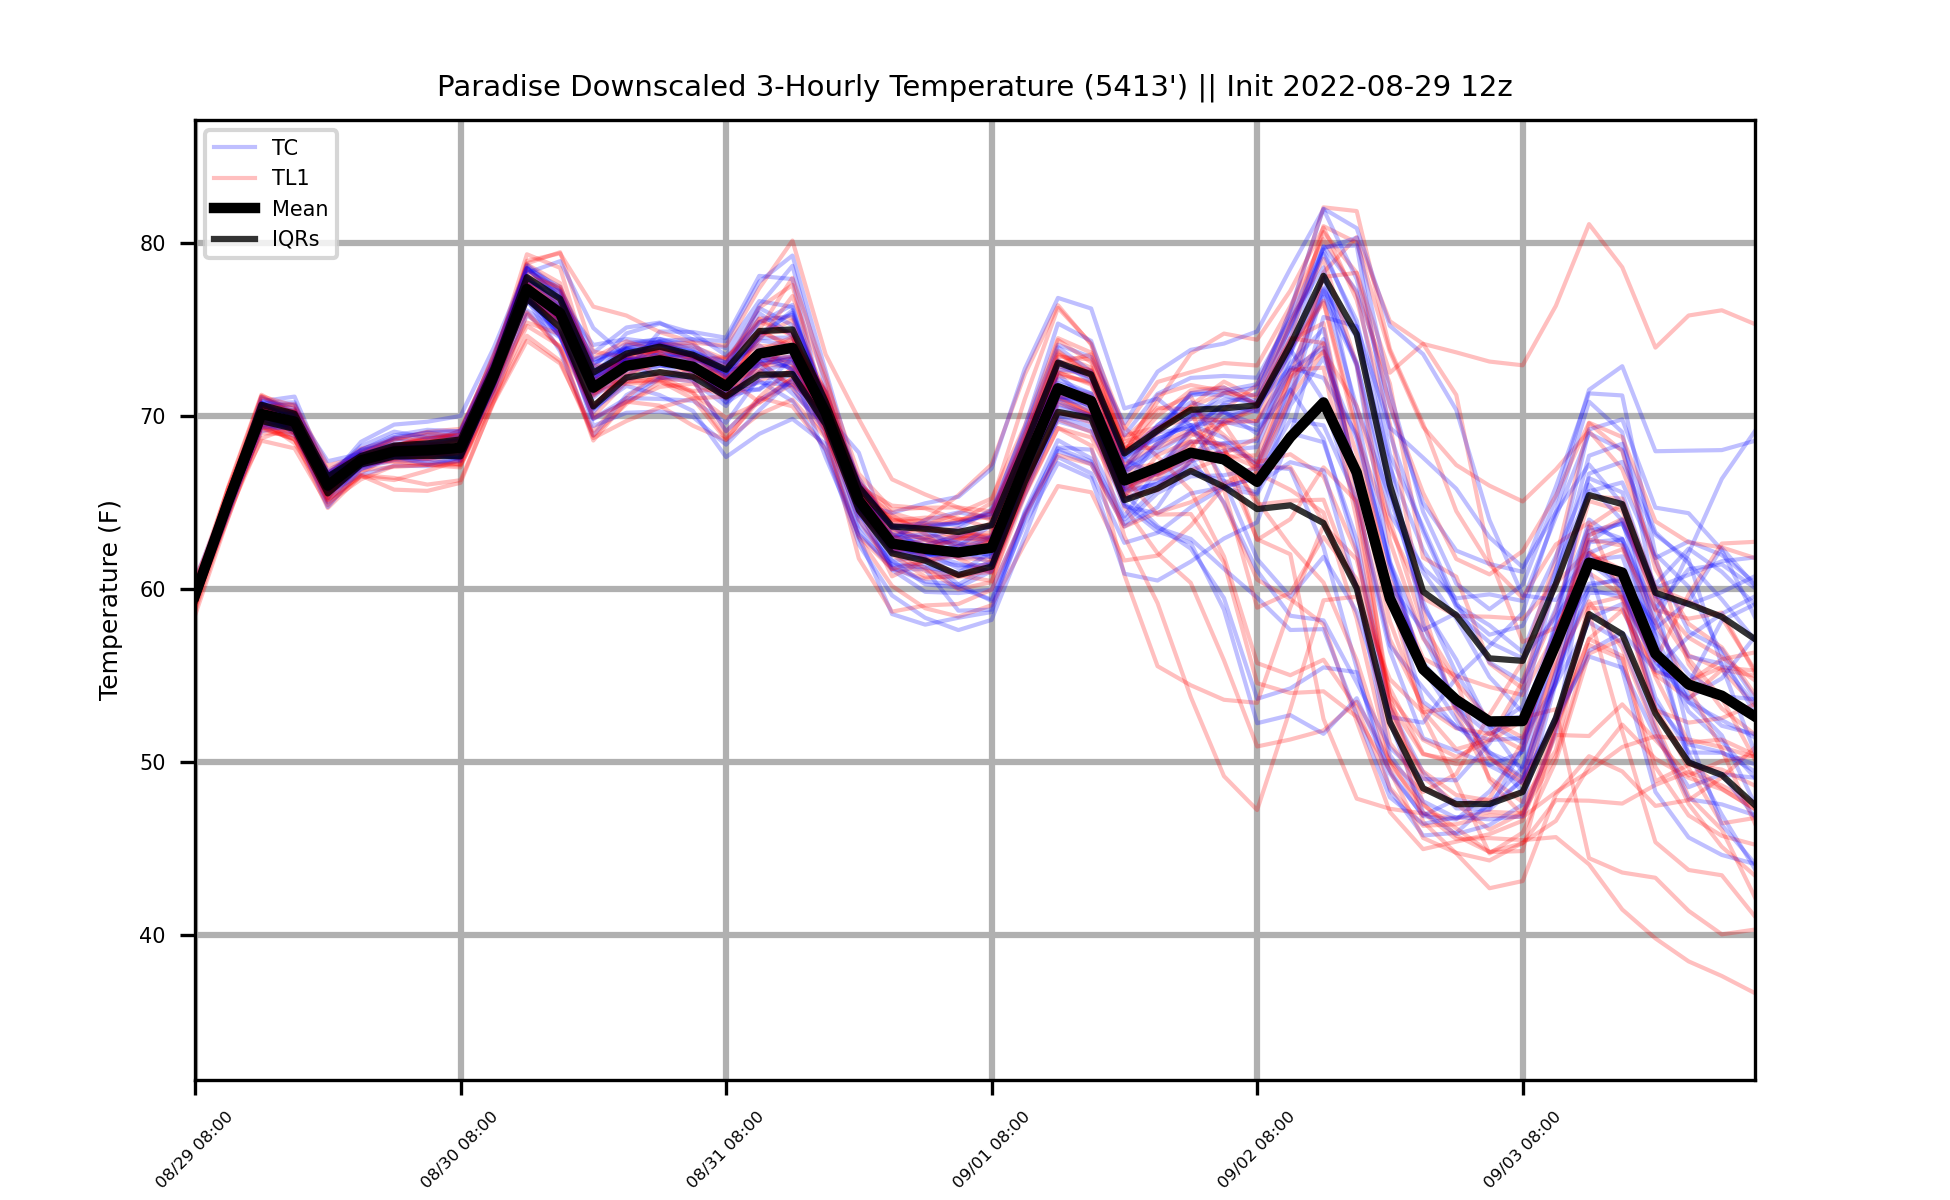 Paradise Downscaled 3-Hourly Temperature (5413') || Init 2022-08-29 12z
TC
TL1
Mean
IQRs
Temperature (F)
80
70
60
50
40
08/29 08:00
08/30 08:00
08/31 08:00
09/01 08:00
09/02 08:00
09/03 08:00